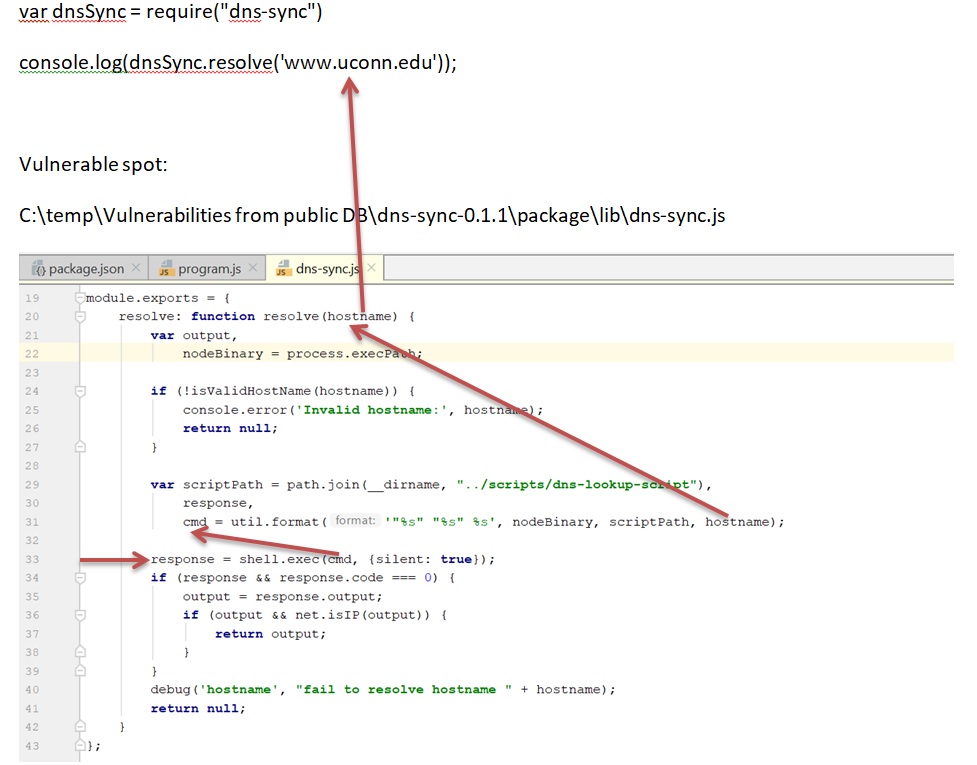 var dnsSync = require("dns-sync")
console.log(dnsSync.resolve('www.uconn.edu'));
Vulnerable spot:
C:\temp\Vulnerabilities from public DB\dns-sync-0.1.1\package\lib\dns-sync.js
package.json × program.js × dns-sync.js ×
19 module.exports = {
20 resolve: function resolve(hostname) {
21 var output,
22 nodeBinary = process.execPath;
23
24 if (!isValidHostName(hostname)) {
25 console.error('Invalid hostname:', hostname);
26 return null;
27 }
28
29 var scriptPath = path.join(__dirname, "../scripts/dns-lookup-script"),
30 response,
31 cmd = util.format( format: '"%s" "%s" %s', nodeBinary, scriptPath, hostname);
32
33 response = shell.exec(cmd, {silent: true});
34 if (response && response.code === 0) {
35 output = response.output;
36 if (output && net.isIP(output)) {
37 return output;
38 }
39 }
40 debug('hostname', "fail to resolve hostname " + hostname);
41 return null;
42 }
43 };